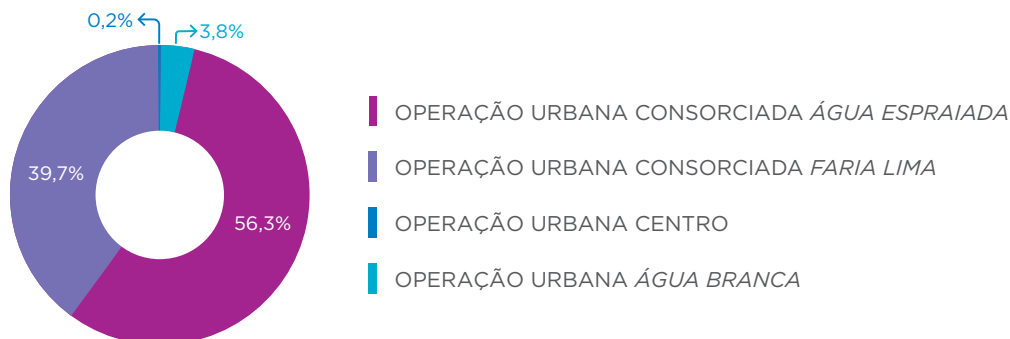 0,2%
3,8%
39,7%
56,3%
OPERAÇÃO URBANA CONSORCIADA ÁGUA ESPRAIADA
OPERAÇÃO URBANA CONSORCIADA FARIA LIMA
OPERAÇÃO URBANA CENTRO
OPERAÇÃO URBANA ÁGUA BRANCA